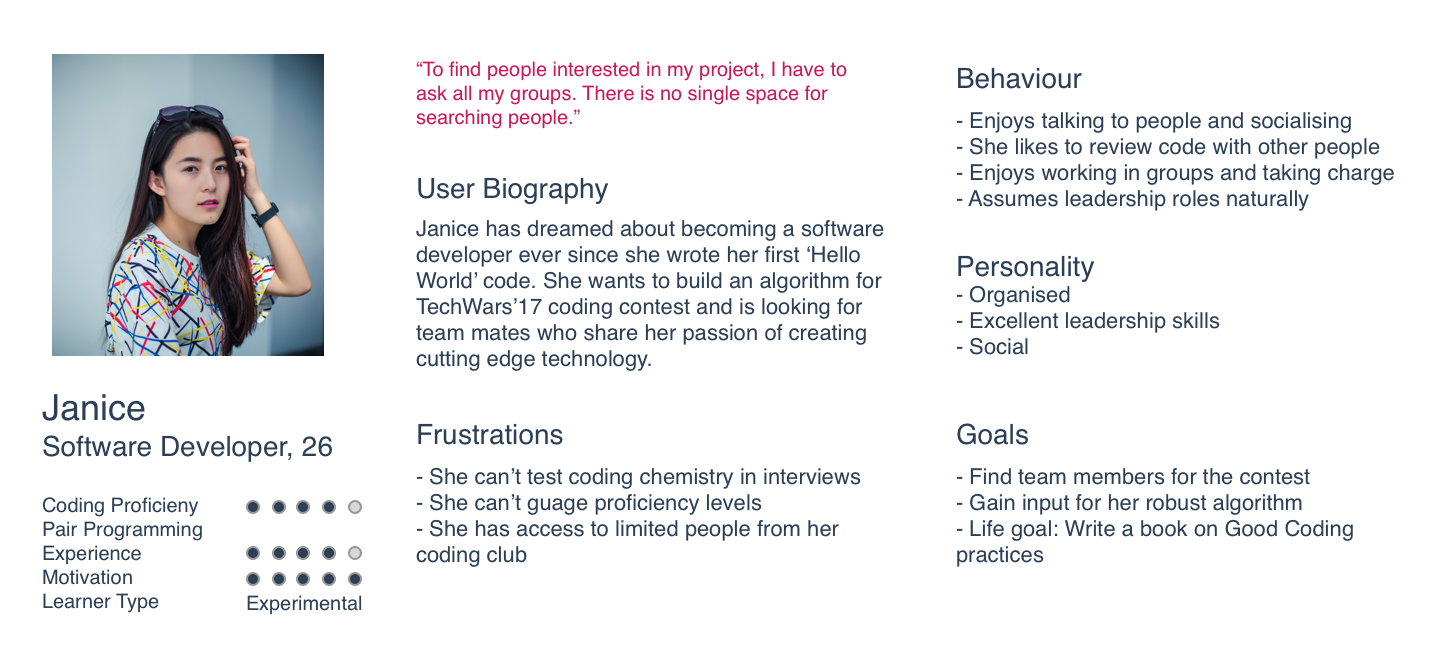 Janice
Software Developer, 26
Coding Proficieny
Pair Programming
Experience
Motivation
Learner Type
Experimental
“To find people interested in my project, I have to
ask all my groups. There is no single space for
searching people.”
User Biography
Janice has dreamed about becoming a software
developer ever since she wrote her first ‘Hello
World’ code. She wants to build an algorithm for
TechWars’17 coding contest and is looking for
team mates who share her passion of creating
cutting edge technology.
Frustrations
- She can’t test coding chemistry in interviews
- She can’t guage proficiency levels
- She has access to limited people from her
coding club
Behaviour
- Enjoys talking to people and socialising
- She likes to review code with other people
- Enjoys working in groups and taking charge
- Assumes leadership roles naturally
Personality
- Organised
- Excellent leadership skills
- Social
Goals
- Find team members for the contest
- Gain input for her robust algorithm
- Life goal: Write a book on Good Coding
practices